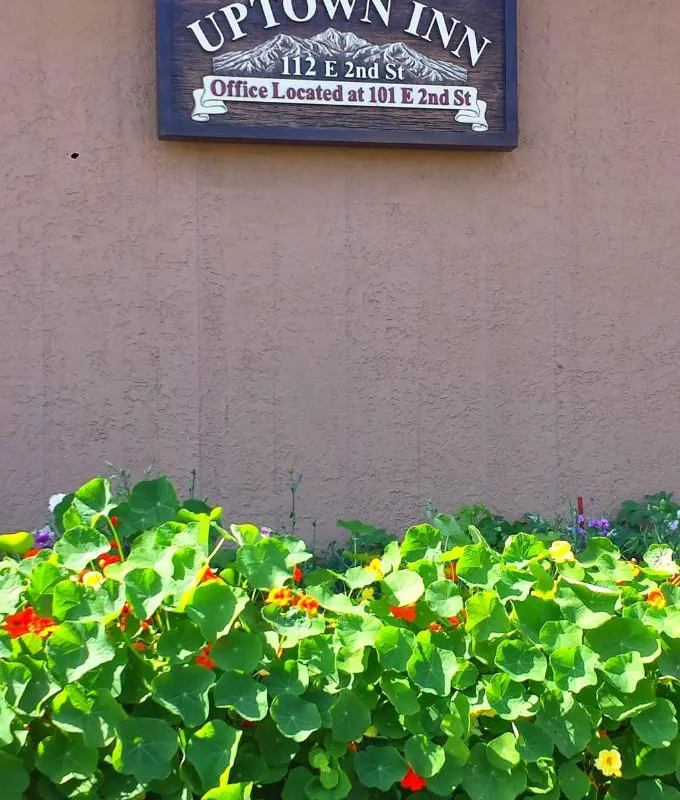 UPTOWN INN
112 E 2nd St
Office Located at 101 E 2nd St